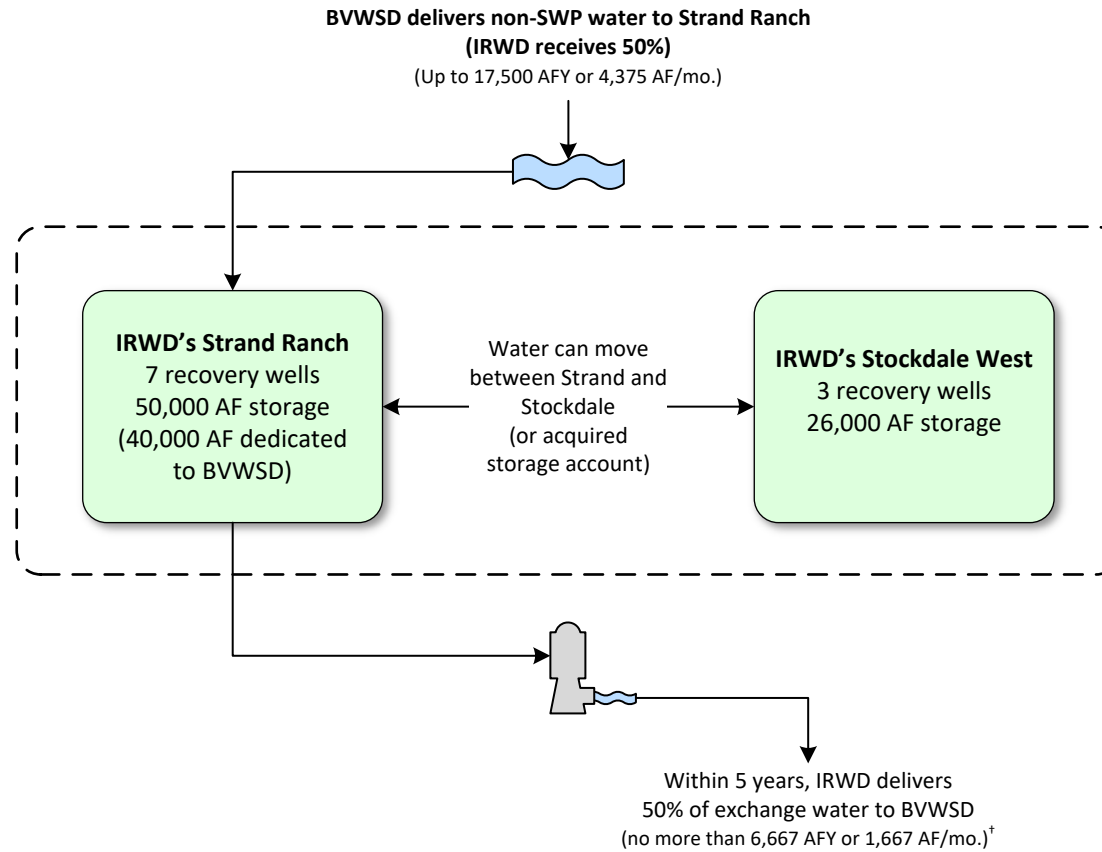 BVWSD delivers non-SWP water to Strand Ranch
(IRWD receives 50%)
(Up to 17,500 AFY or 4,375 AF/mo.)
IRWD’s Strand Ranch
7 recovery wells
50,000 AF storage
(40,000 AF dedicated
to BVWSD)
Water can move
between Strand and
Stockdale
(or acquired
storage account)
IRWD’s Stockdale West
3 recovery wells
26,000 AF storage
Within 5 years, IRWD delivers
50% of exchange water to BVWSD
(no more than 6,667 AFY or 1,667 AF/mo.)†